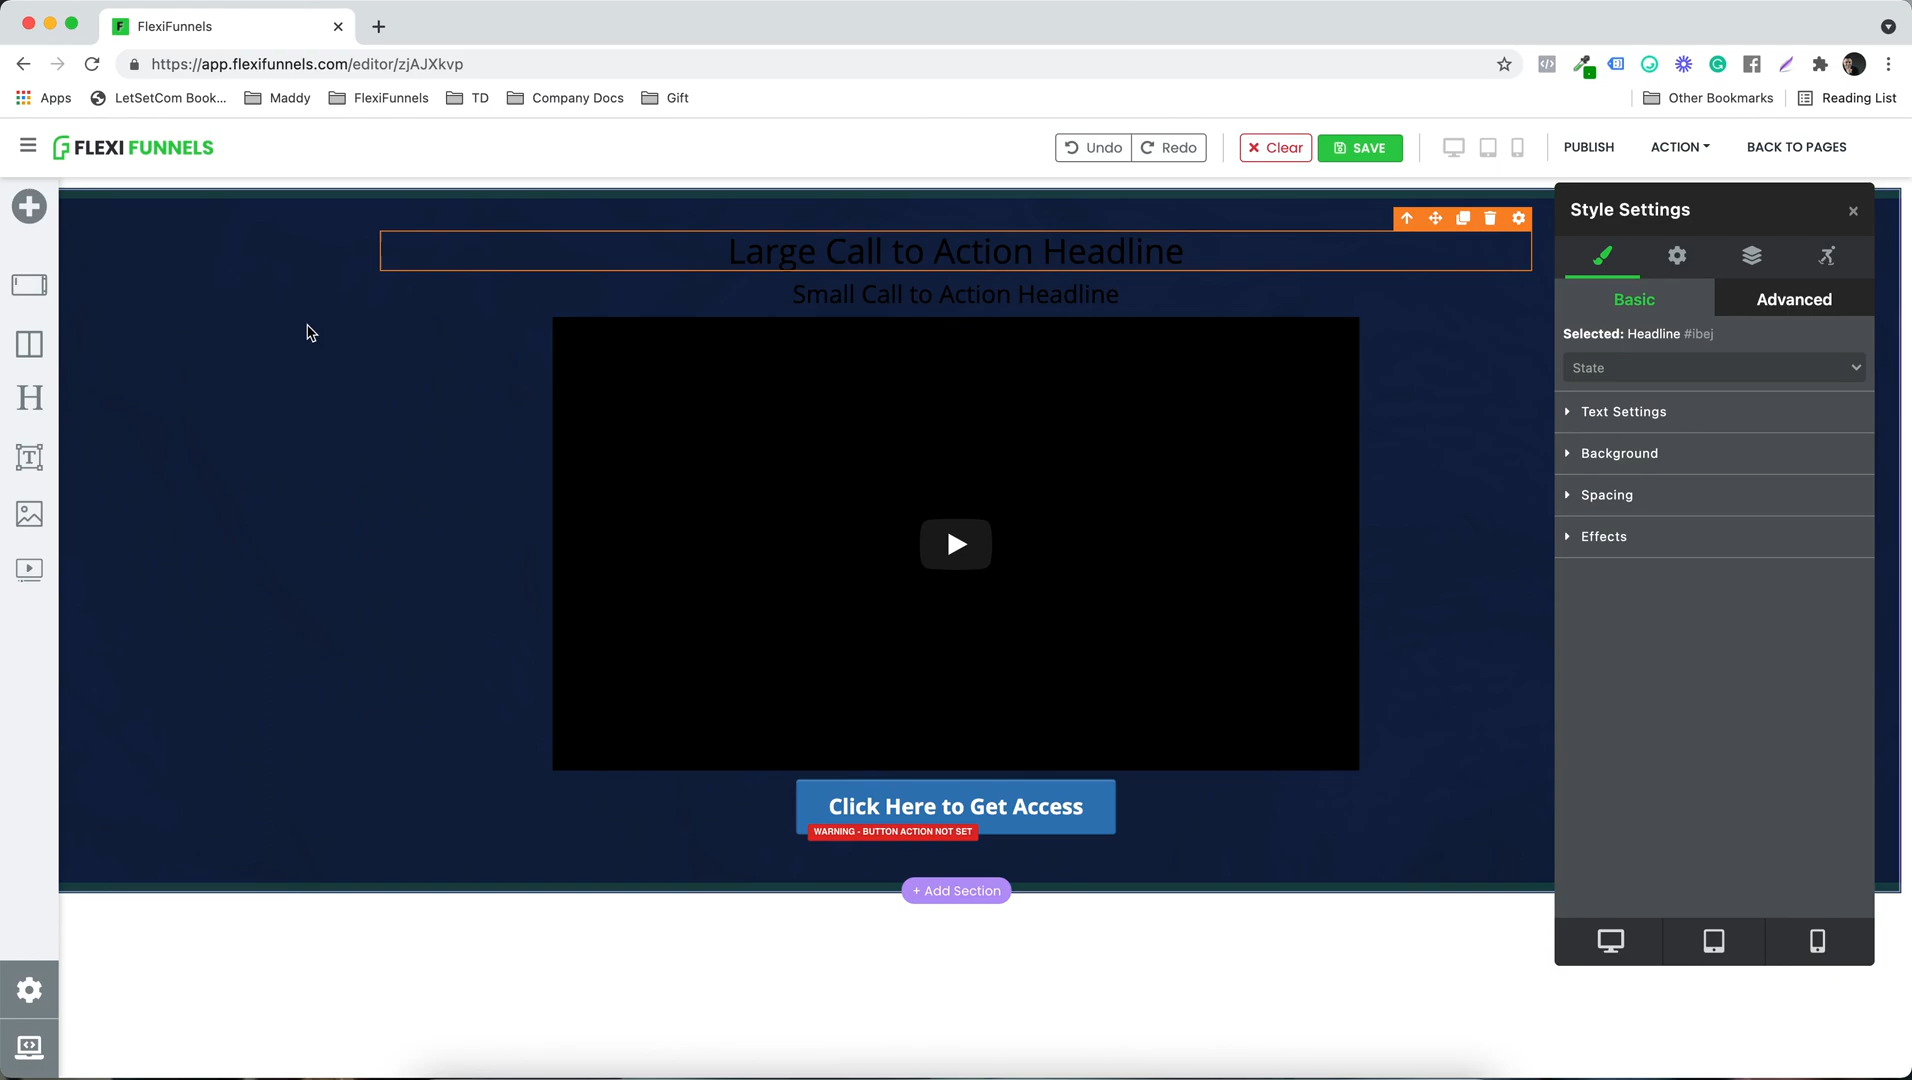 FlexiFunnels
https://app.flexifunnels.com/editor/zjAJXkvp
Apps
LetSetCom Book...
Maddy
FlexiFunnels
TD
Company Docs
Gift
Other Bookmarks
Reading List
FLEXI FUNNELS
Undo
Redo
Clear
SAVE
PUBLISH
ACTION
BACK TO PAGES
Large Call to Action Headline
Small Call to Action Headline
Click Here to Get Access
WARNING - BUTTON ACTION NOT SET
+ Add Section
Style Settings
Basic
Advanced
Selected: Headline #ibej
State
Text Settings
Background
Spacing
Effects